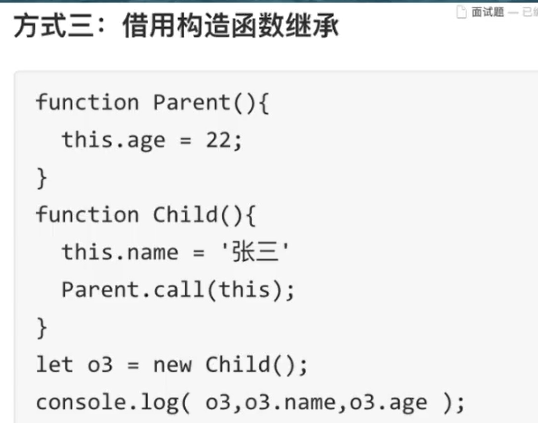 面试题 — 已
方式三：借用构造函数继承
function Parent(){
  this.age = 22;
}
function Child(){
  this.name = '张三'
  Parent.call(this);
}
let o3 = new Child();
console.log( o3,o3.name,o3.age );